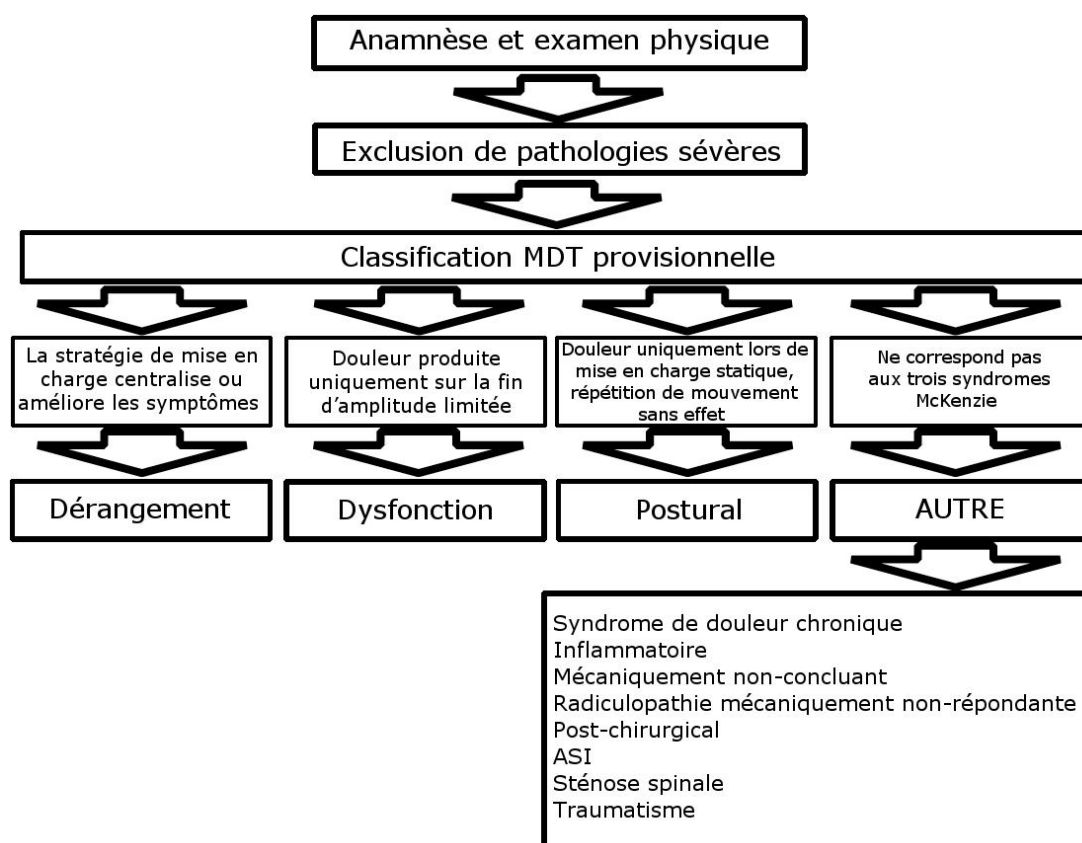 Anamnèse et examen physique
Exclusion de pathologies sévères
Classification MDT provisionnelle
La stratégie de mise en
charge centralise ou
améliore les symptômes
Douleur produite
uniquement sur la fin
d’amplitude limitée
Douleur uniquement lors de
mise en charge statique,
répétition de mouvement
sans effet
Ne correspond pas
aux trois syndromes
McKenzie
Dérangement
Dysfonction
Postural
AUTRE
Syndrome de douleur chronique
Inflammatoire
Mécaniquement non-concluant
Radiculopathie mécaniquement non-répondante
Post-chirurgical
ASI
Sténose spinale
Traumatisme